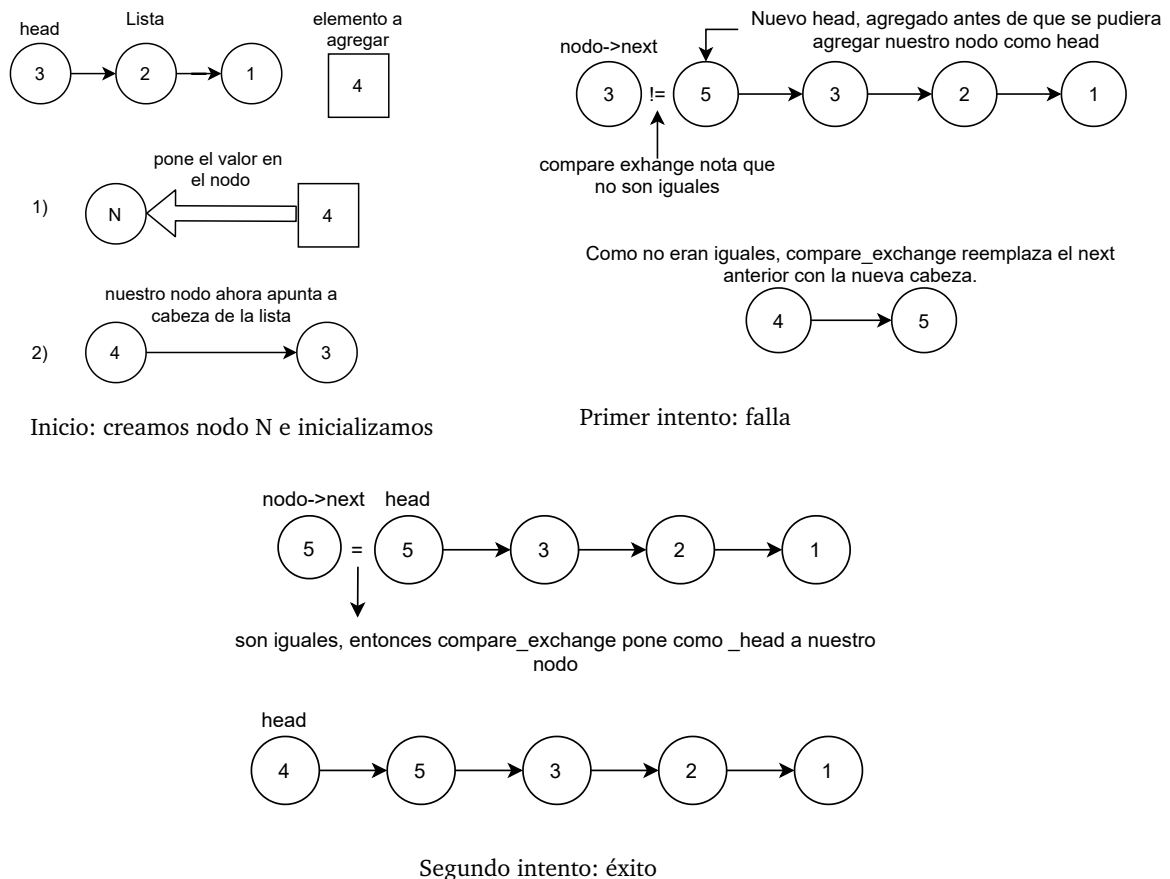 Lista
head
3
2
1
elemento a
agregar
4
1)
pone el valor en
el nodo
N
4
nuestro nodo ahora apunta a
cabeza de la lista
2)
4
3
Inicio: creamos nodo N e inicializamos
Nuevo head, agregado antes de que se pudiera
agregar nuestro nodo como head
nodo->next
3 != 5 3 2 1
compare exhange nota que
no son iguales
Como no eran iguales, compare_exchange reemplaza el next
anterior con la nueva cabeza.
4 5
Primer intento: falla
nodo->next head
5 = 5 3 2 1
son iguales, entonces compare_exchange pone como _head a nuestro
nodo
head
4 5 3 2 1
Segundo intento: éxito